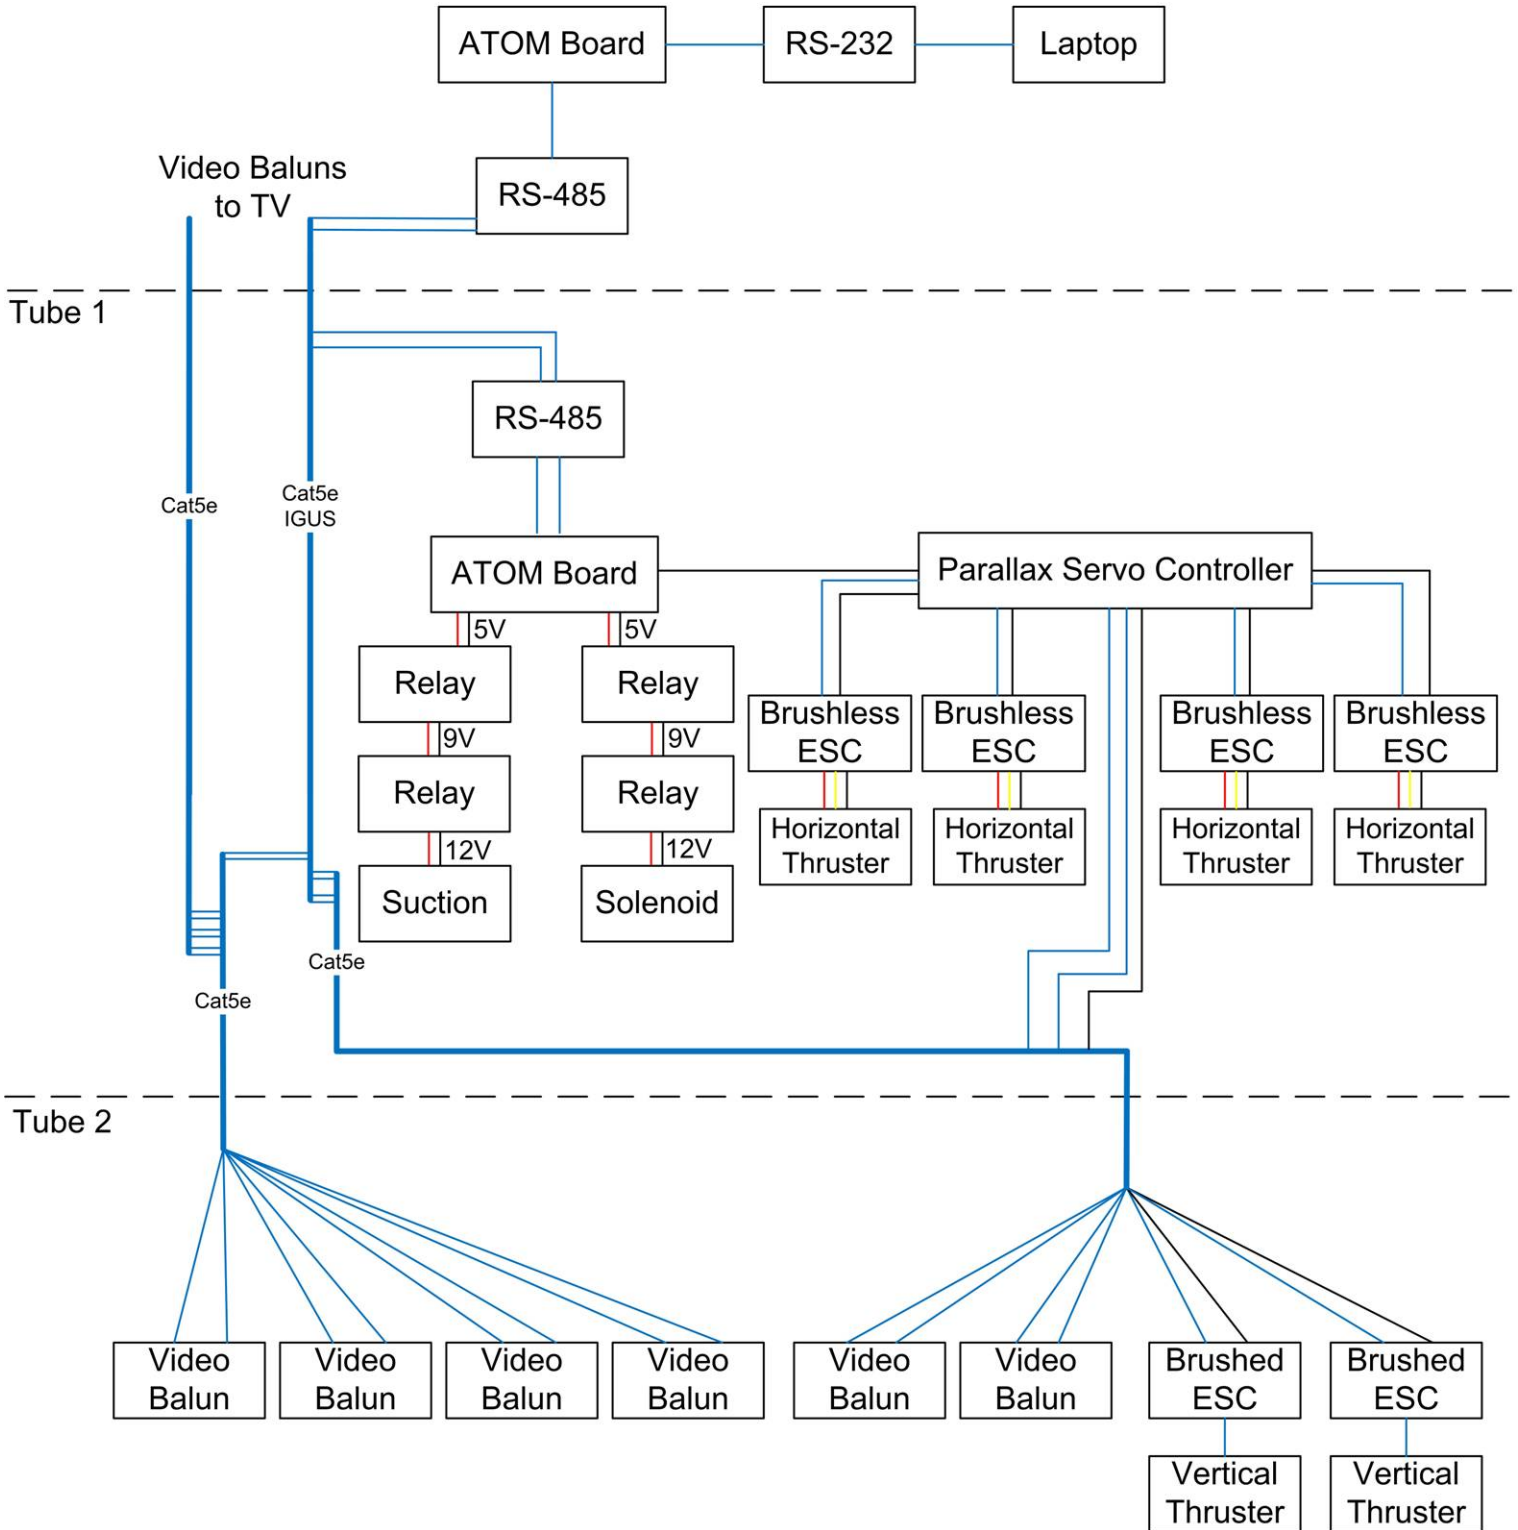 ATOM Board
RS-232
Laptop
Video Baluns
to TV
RS-485
Tube 1
RS-485
Cat5e
Cat5e
IGUS
ATOM Board
Parallax Servo Controller
5V
5V
Relay
Relay
Brushless
ESC
Brushless
ESC
Brushless
ESC
Brushless
ESC
9V
9V
Relay
Relay
Horizontal
Thruster
Horizontal
Thruster
Horizontal
Thruster
Horizontal
Thruster
12V
12V
Suction
Solenoid
Cat5e
Cat5e
Tube 2
Video
Balun
Video
Balun
Video
Balun
Video
Balun
Video
Balun
Video
Balun
Brushed
ESC
Brushed
ESC
Vertical
Thruster
Vertical
Thruster